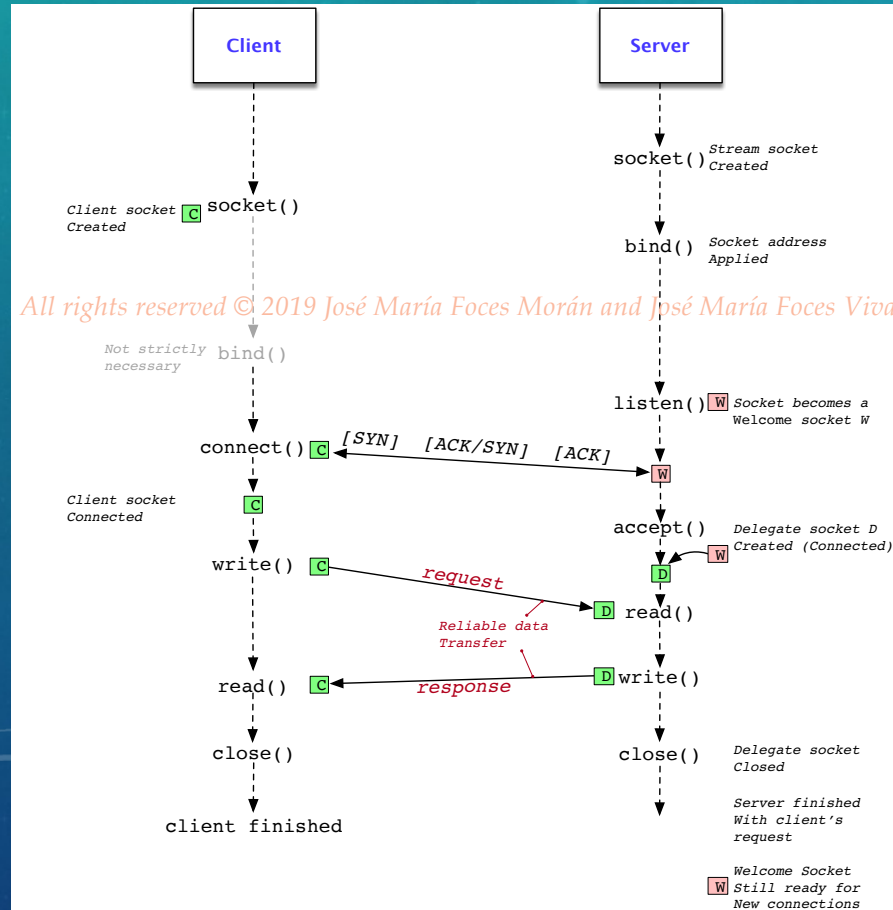 Client
Server
socket()
Stream socket
Created
Client socket
Created
C
socket()
bind()
Socket address
Applied
All rights reserved © 2019 José María Foces Morán and José María Foces Viva
Not strictly
necessary
bind()
listen()
W
Socket becomes a
Welcome socket W
connect()
C
[SYN] [ACK/SYN] [ACK]
W
Client socket
Connected
C
accept()
Delegate socket D
Created (Connected)
W
D
write()
C
request
D
read()
Reliable data
Transfer
read()
C
response
D
write()
close()
close()
Delegate socket
Closed
client finished
Server finished
With client's
request
W
Welcome Socket
Still ready for
New connections